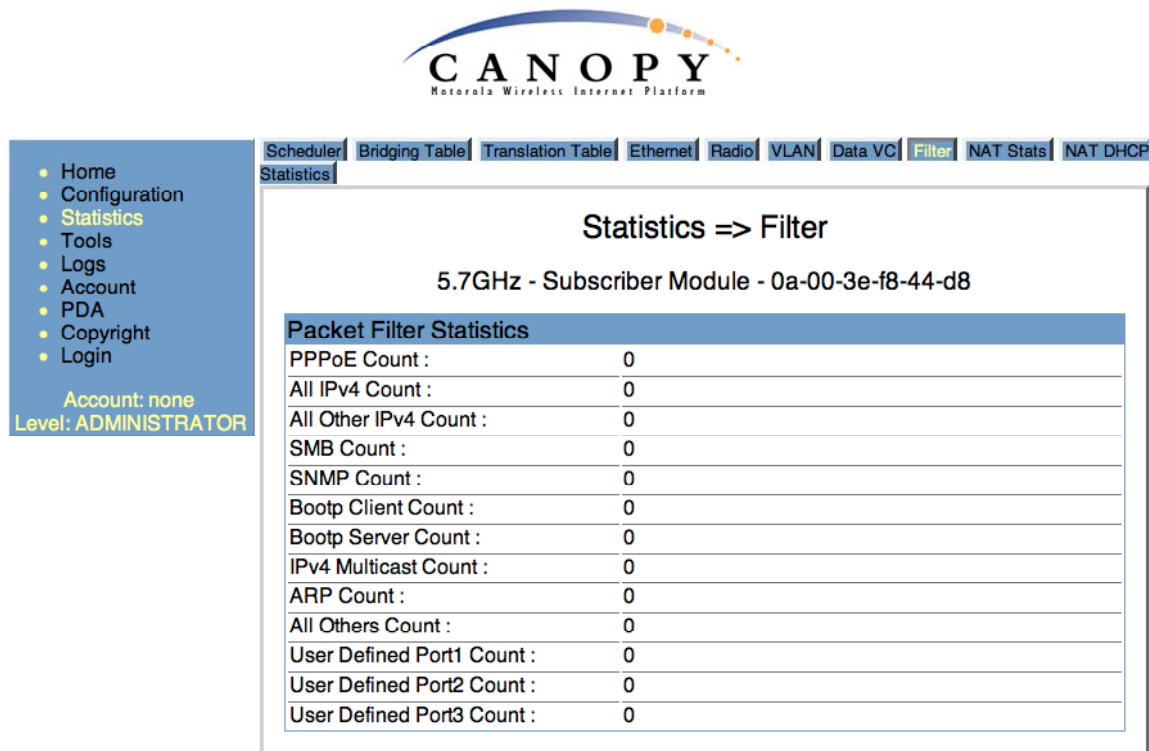 CANOPY
Motorola Wireless Internet Platform
Home
Configuration
Statistics
Tools
Logs
Account
PDA
Copyright
Login
Account: none
Level: ADMINISTRATOR
Scheduler Bridging Table Translation Table Ethernet Radio VLAN Data VC Filter NAT Stats NAT DHCP
Statistics
Statistics => Filter
5.7GHz - Subscriber Module - 0a-00-3e-f8-44-d8
Packet Filter Statistics
PPPoE Count : 0
All IPv4 Count : 0
All Other IPv4 Count : 0
SMB Count : 0
SNMP Count : 0
Bootp Client Count : 0
Bootp Server Count : 0
IPv4 Multicast Count : 0
ARP Count : 0
All Others Count : 0
User Defined Port1 Count : 0
User Defined Port2 Count : 0
User Defined Port3 Count : 0